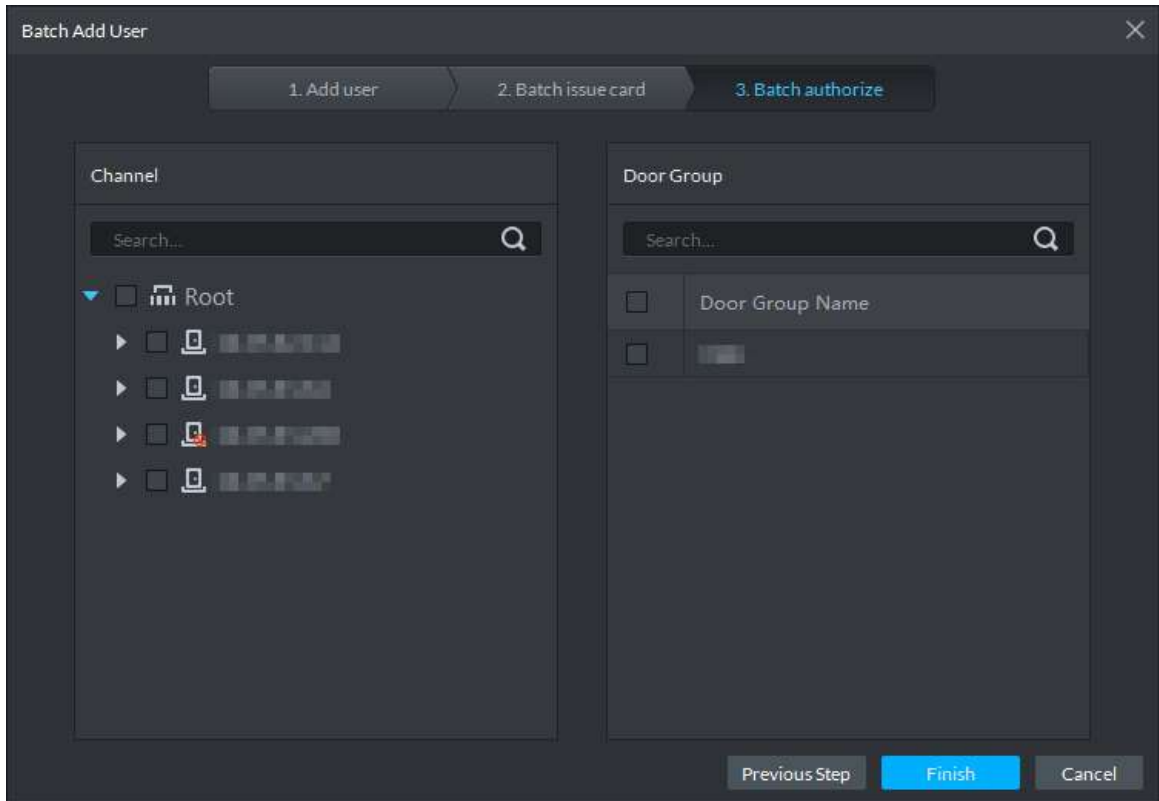 Batch Add User
1. Add user
2. Batch issue card
3. Batch authorize
Channel
Search...
Root
Door Group
Search...
Door Group Name
Previous Step
Finish
Cancel